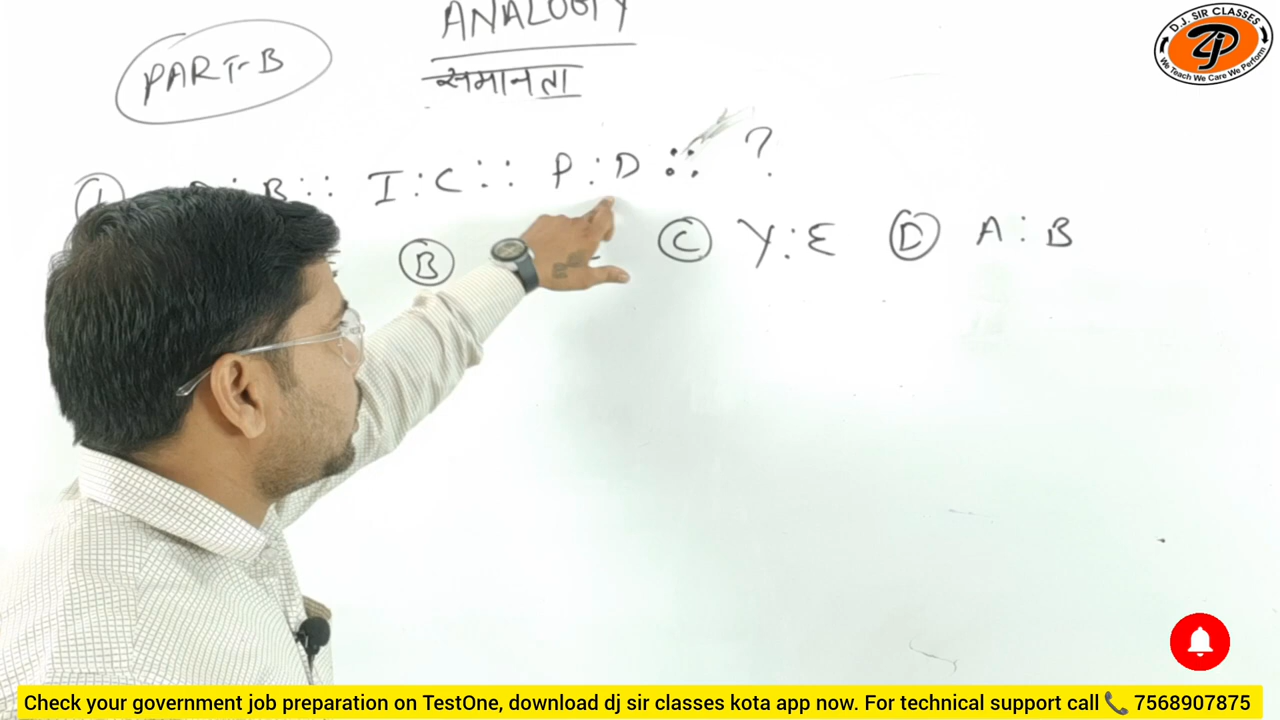 ANALOGY
PART-B
समानता
① : B :: I : C :: P : D :: ?
Ⓑ Ⓒ Y : E Ⓓ A : B
D.J. SIR CLASSES
We Teach We Care We Perform
Check your government job preparation on TestOne, download dj sir classes kota app now. For technical support call 📞 7568907875